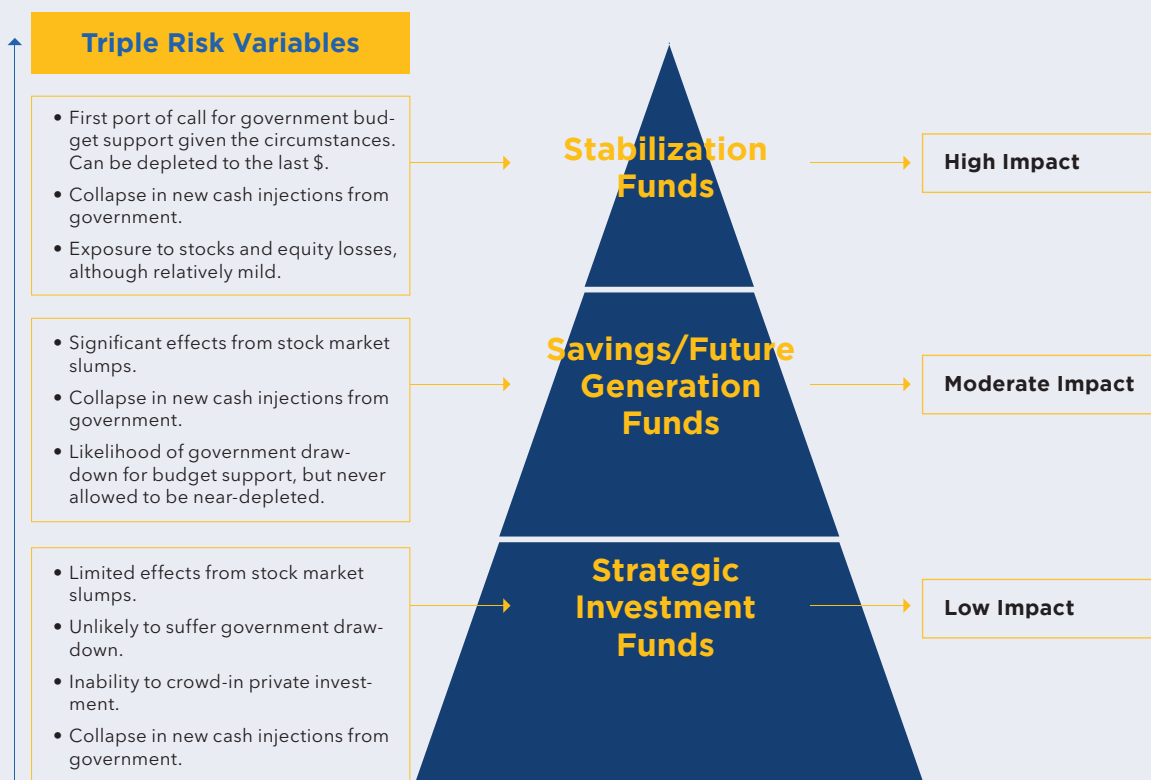 Triple Risk Variables
• First port of call for government bud-
get support given the circumstances.
Can be depleted to the last $.
• Collapse in new cash injections from
government.
• Exposure to stocks and equity losses,
although relatively mild.
Stabilization
Funds
High Impact
• Significant effects from stock market
slumps.
• Collapse in new cash injections from
government.
• Likelihood of government draw-
down for budget support, but never
allowed to be near-depleted.
Savings/Future
Generation
Funds
Moderate Impact
• Limited effects from stock market
slumps.
• Unlikely to suffer government draw-
down.
• Inability to crowd-in private invest-
ment.
• Collapse in new cash injections from
government.
Strategic
Investment
Funds
Low Impact